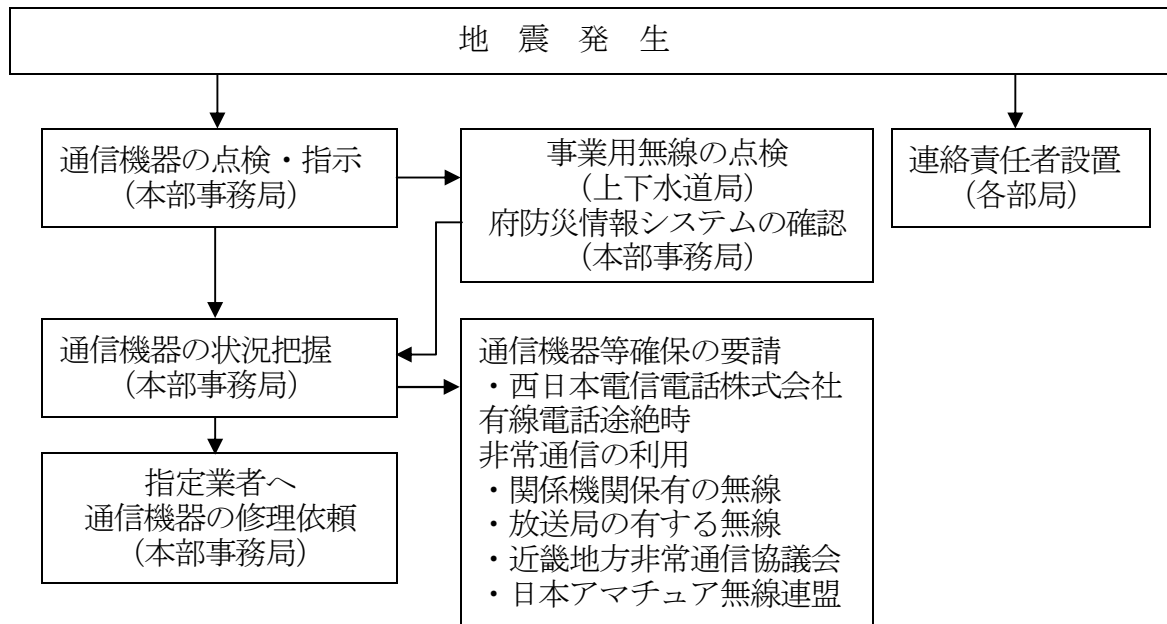 地　震　発　生
通信機器の点検・指示
（本部事務局）
事業用無線の点検
（上下水道局）
府防災情報システムの確認
（本部事務局）
連絡責任者設置
（各部局）
通信機器の状況把握
（本部事務局）
通信機器等確保の要請
・西日本電信電話株式会社
有線電話途絶時
非常通信の利用
・関係機関保有の無線
・放送局の有する無線
・近畿地方非常通信協議会
・日本アマチュア無線連盟
指定業者へ
通信機器の修理依頼
（本部事務局）